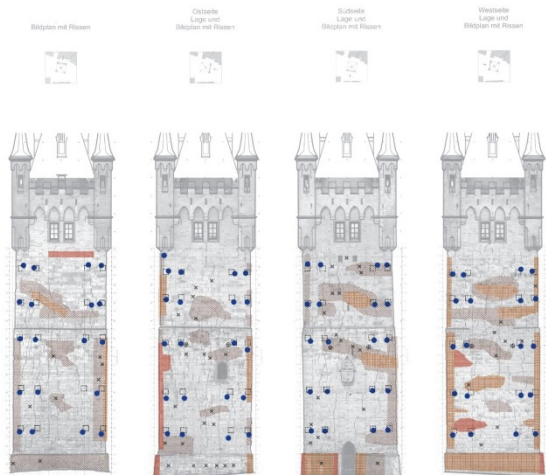 Bildplan mit Rissen
Ostseite
Lage und
Bildplan mit Rissen
Südseite
Lage und
Bildplan mit Rissen
Westseite
Lage und
Bildplan mit Rissen